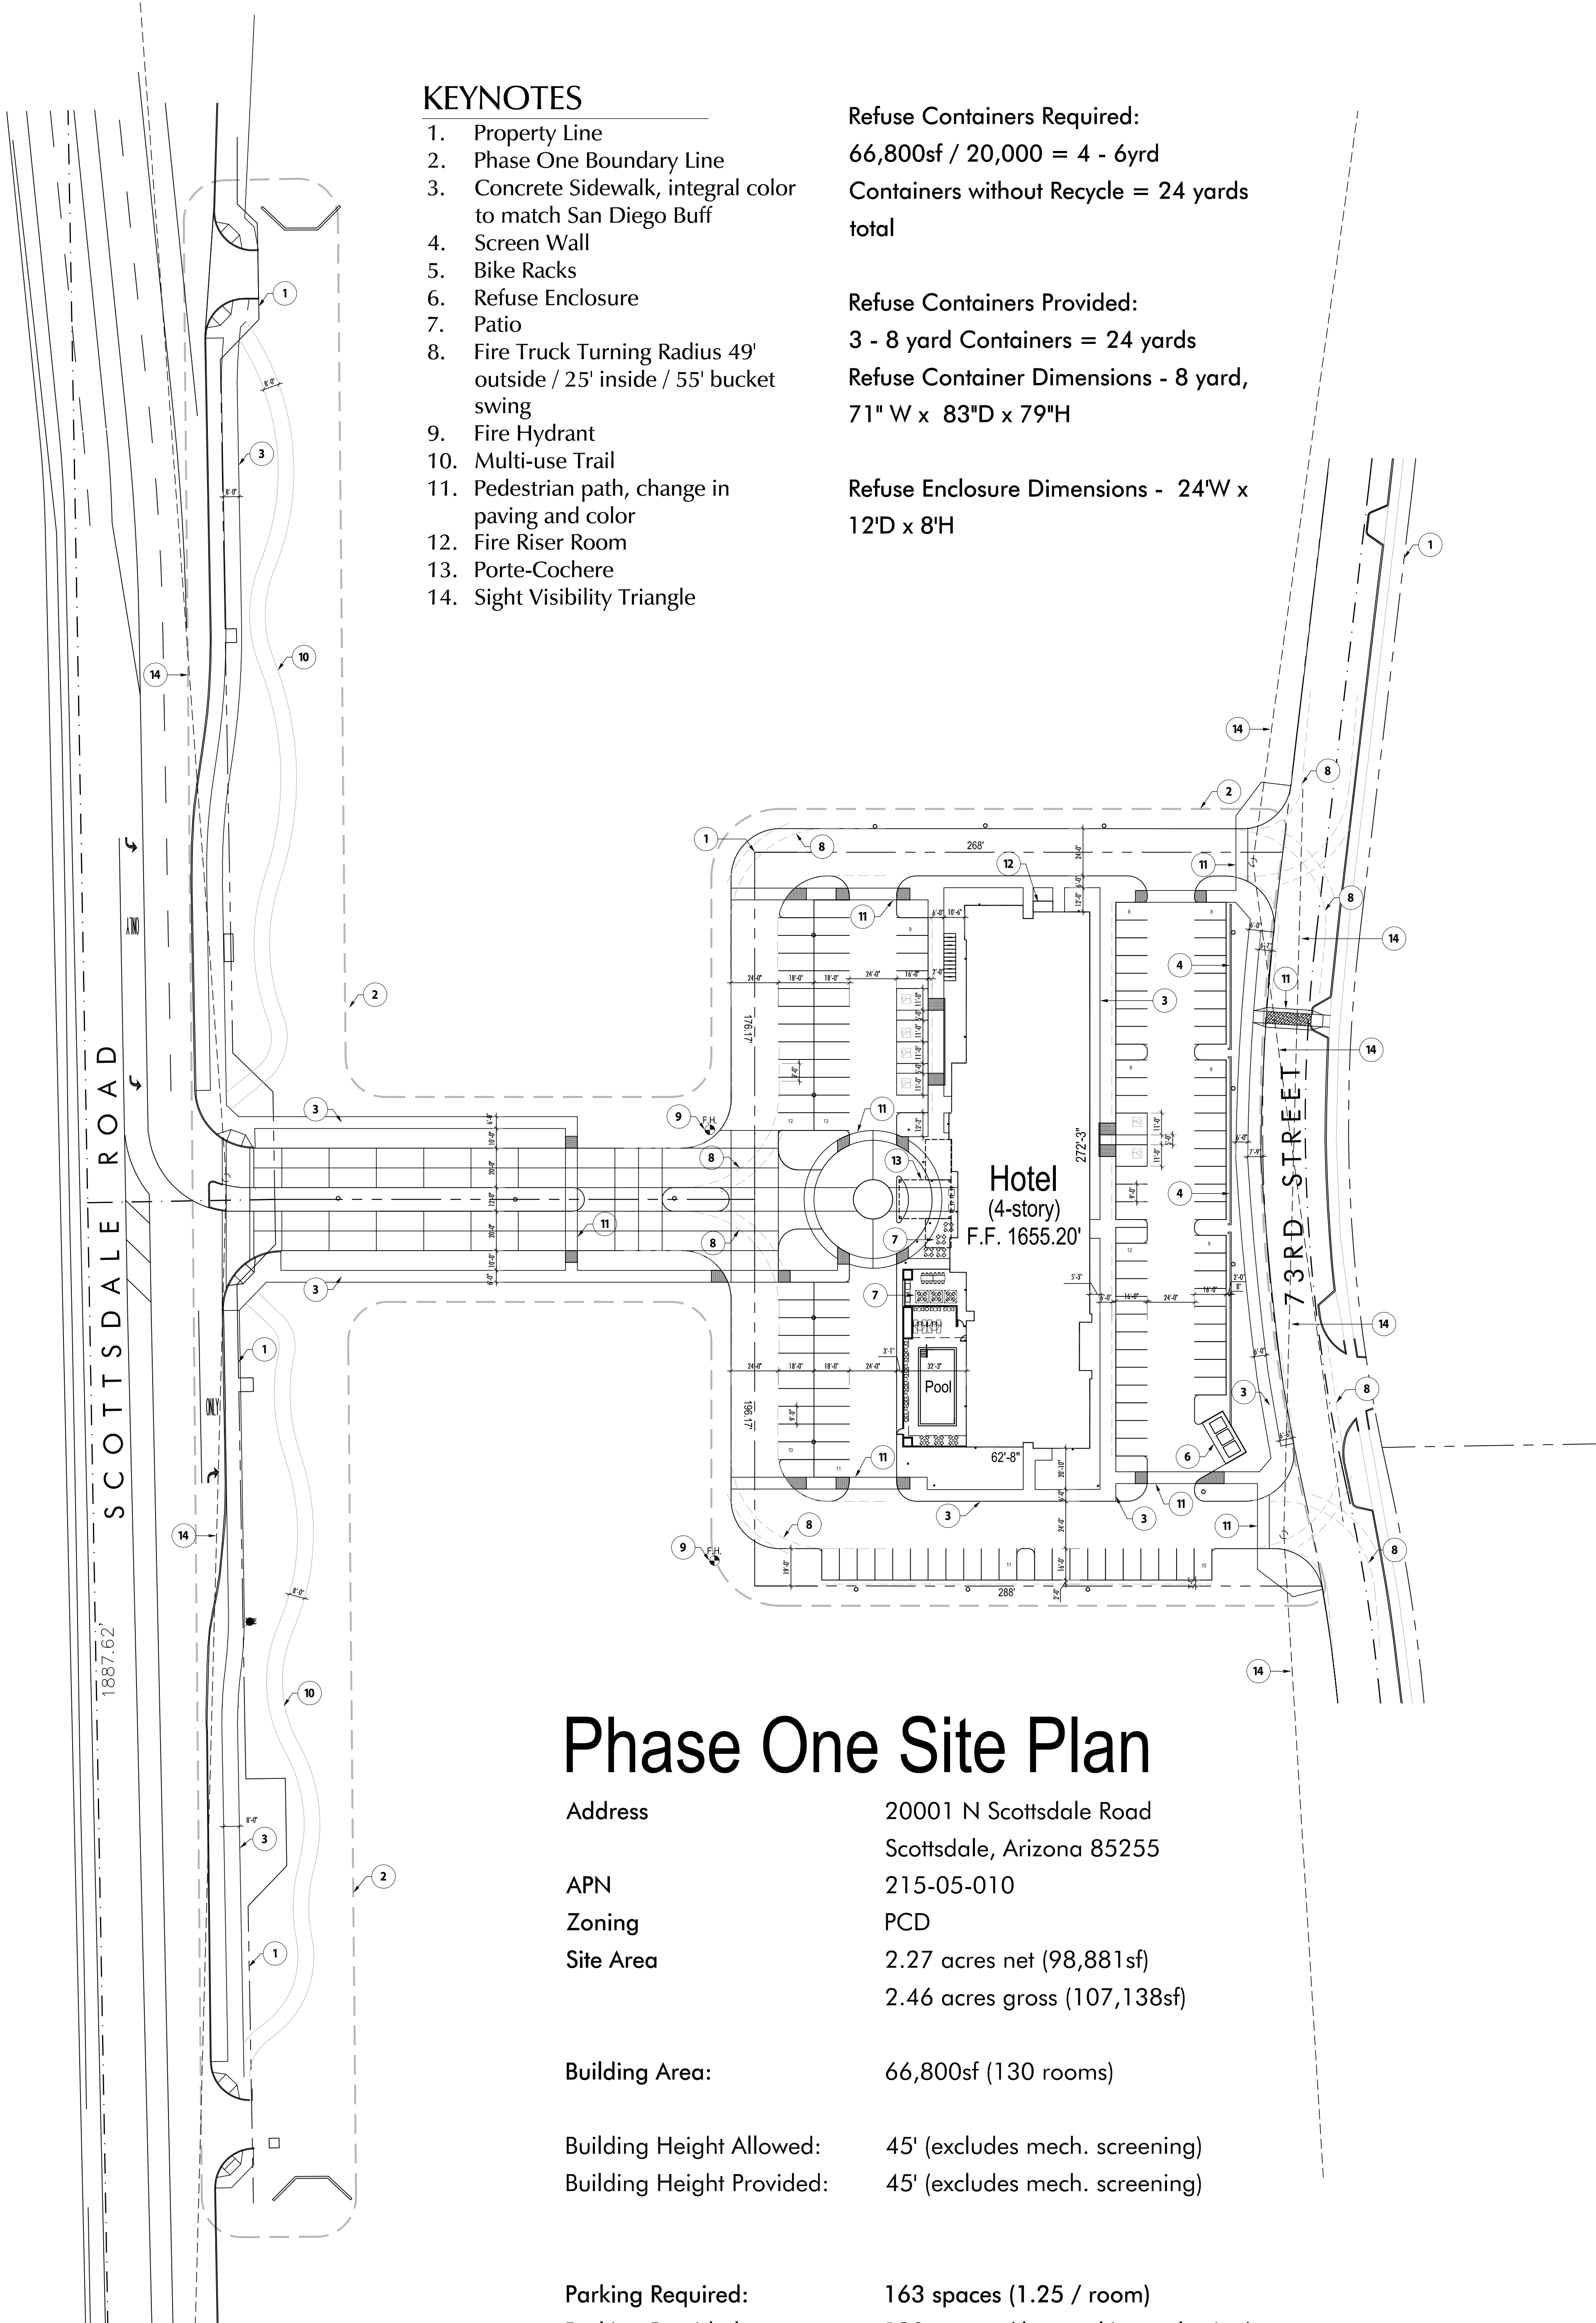 KEYNOTES
1. Property Line
2. Phase One Boundary Line
3. Concrete Sidewalk, integral color
to match San Diego Buff
4. Screen Wall
5. Bike Racks
6. Refuse Enclosure
7. Patio
8. Fire Truck Turning Radius 49'
outside / 25' inside / 55' bucket
swing
9. Fire Hydrant
10. Multi-use Trail
11. Pedestrian path, change in
paving and color
12. Fire Riser Room
13. Porte-Cochere
14. Sight Visibility Triangle
Refuse Containers Required:
66,800sf / 20,000 = 4 - 6yrd
Containers without Recycle = 24 yards
total
Refuse Containers Provided:
3 - 8 yard Containers = 24 yards
Refuse Container Dimensions - 8 yard,
71" W x 83"D x 79"H
Refuse Enclosure Dimensions - 24'W x
12'D x 8'H
SCOTTSDALE ROAD
1887.62'
ONLY
ONLY
73RD STREET
268'
176.17'
196.17'
288'
F.H.
F.H.
Hotel
(4-story)
F.F. 1655.20'
272'-3"
62'-8"
Pool
32'-3"
Phase One Site Plan
Address 20001 N Scottsdale Road
Scottsdale, Arizona 85255
APN 215-05-010
Zoning PCD
Site Area 2.27 acres net (98,881sf)
2.46 acres gross (107,138sf)
Building Area: 66,800sf (130 rooms)
Building Height Allowed: 45' (excludes mech. screening)
Building Height Provided: 45' (excludes mech. screening)
Parking Required: 163 spaces (1.25 / room)